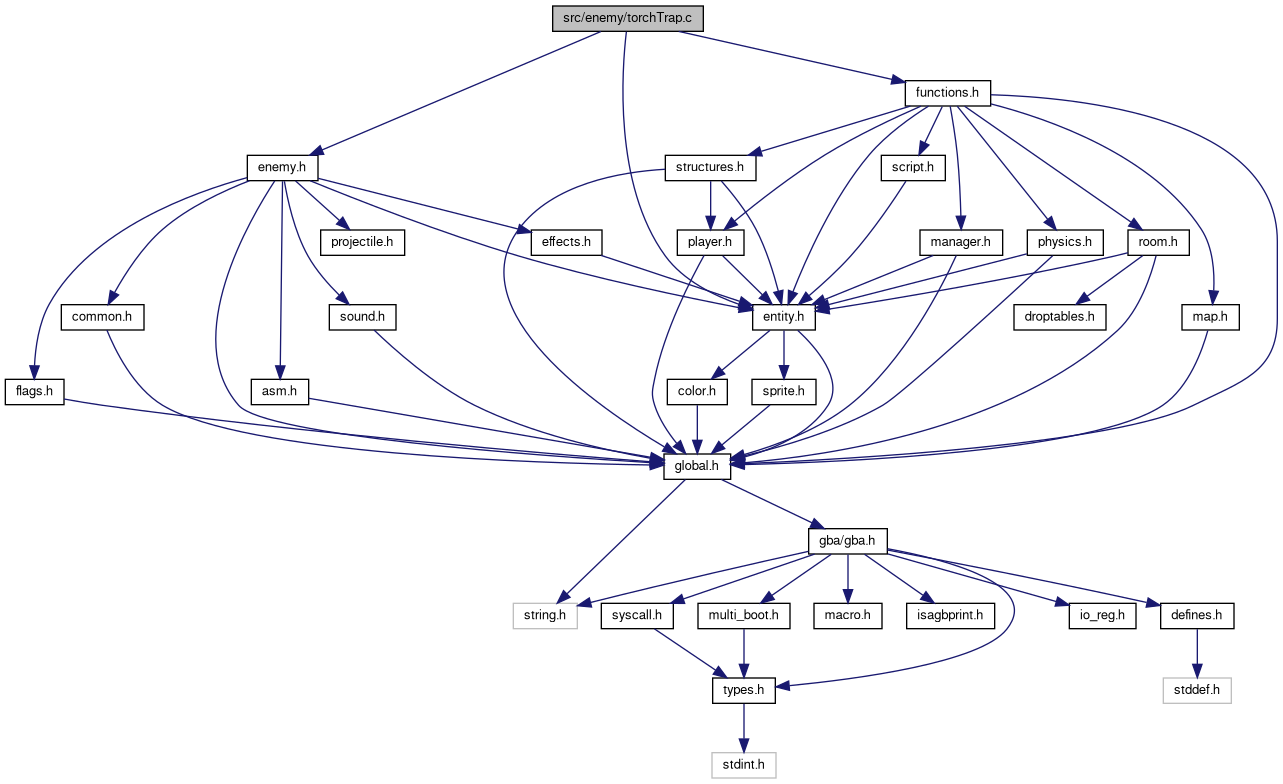 src/enemy/torchTrap.c
functions.h
enemy.h
structures.h
script.h
projectile.h
effects.h
player.h
manager.h
physics.h
room.h
common.h
sound.h
entity.h
droptables.h
map.h
flags.h
asm.h
color.h
sprite.h
global.h
gba/gba.h
string.h
syscall.h
multi_boot.h
macro.h
isagbprint.h
io_reg.h
defines.h
types.h
stddef.h
stdint.h